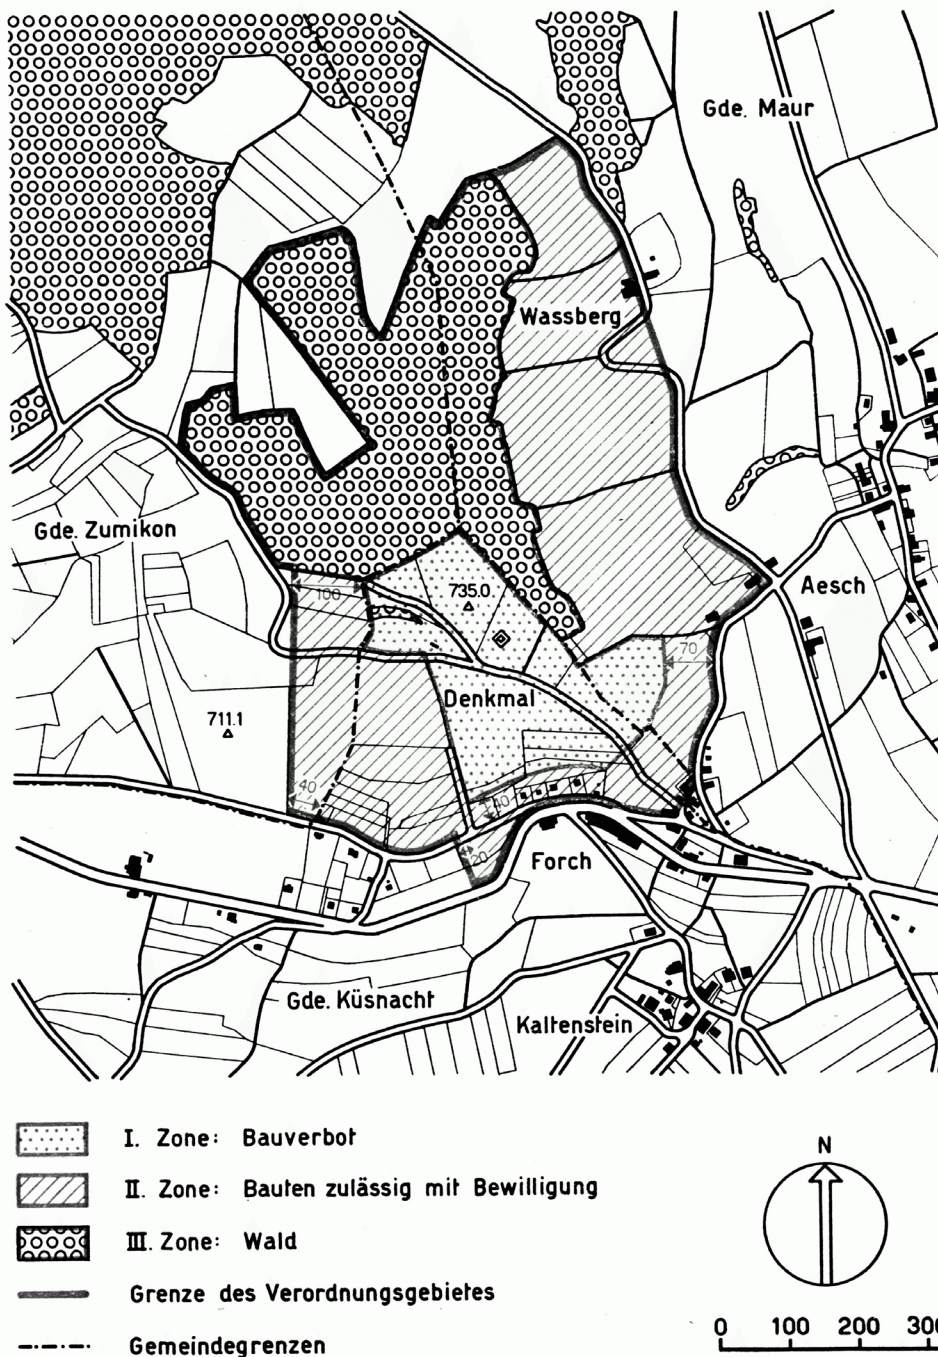 Gde. Maur
Wassberg
Gde. Zumikon
100
735.0
Aesch
70
Denkmal
711.1
40
40
20
Forch
Gde. Küsnacht
Kaltenstein
I. Zone: Bauverbot
II. Zone: Bauten zulässig mit Bewilligung
III. Zone: Wald
Grenze des Verordnungsgebietes
Gemeindegrenzen
N
0 100 200 300